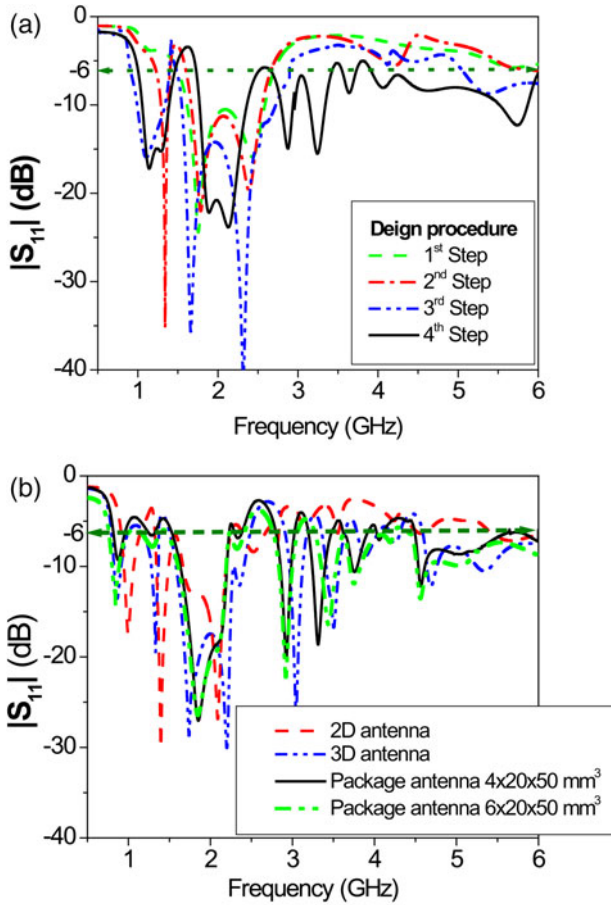 (a)
0
-6
-10
-20
-30
-40
|S11| (dB)
Deign procedure
1st Step
2nd Step
3rd Step
4th Step
1 2 3 4 5 6
Frequency (GHz)
(b)
0
-6
-10
-20
-30
-40
|S11| (dB)
2D antenna
3D antenna
Package antenna 4x20x50 mm3
Package antenna 6x20x50 mm3
1 2 3 4 5 6
Frequency (GHz)